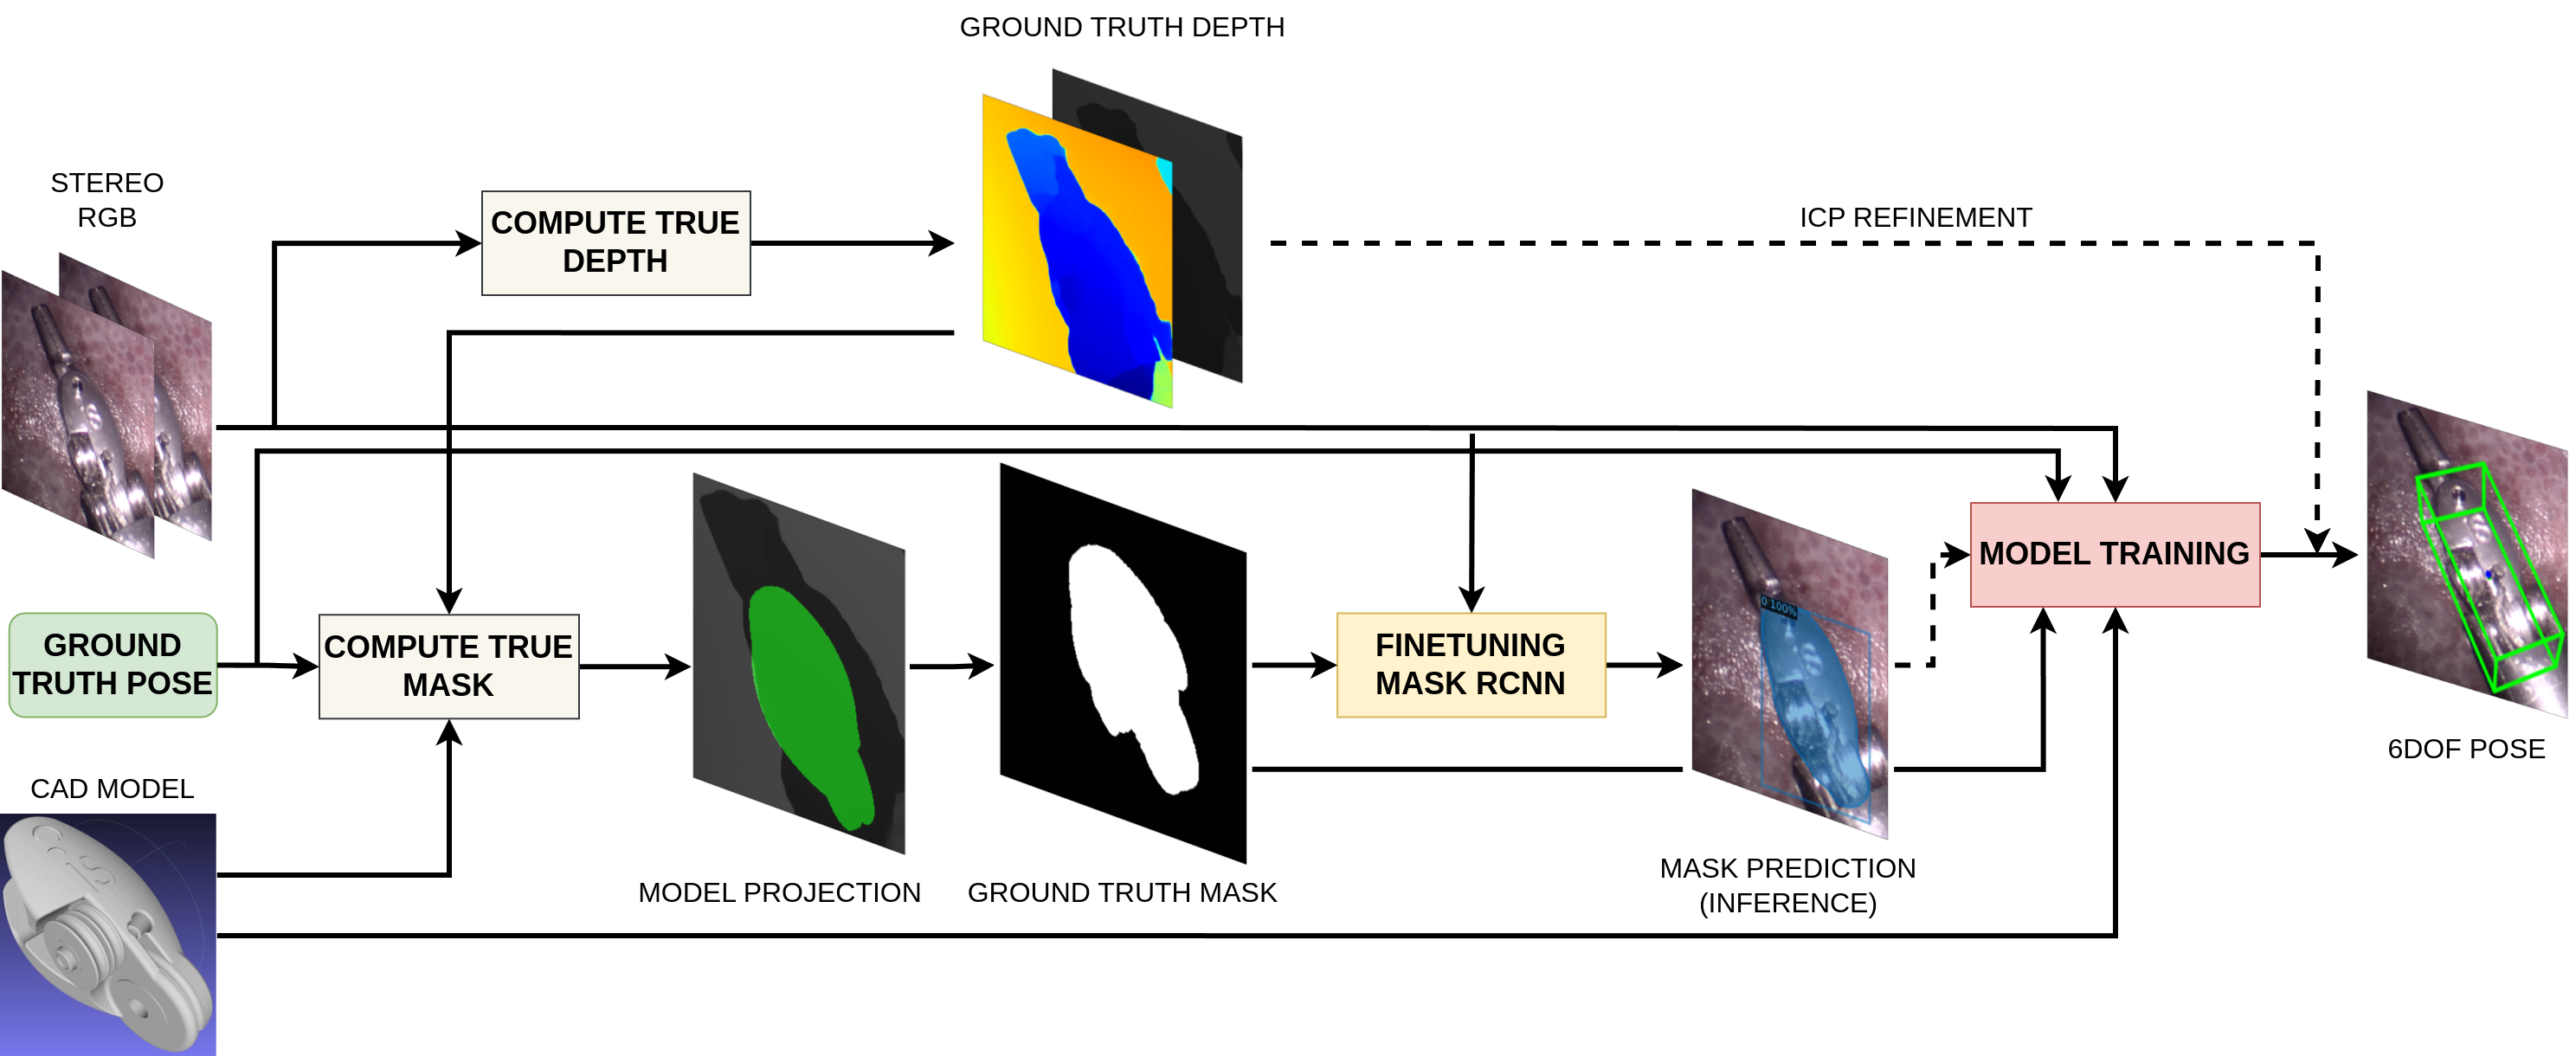 GROUND TRUTH DEPTH
STEREO
RGB
COMPUTE TRUE
DEPTH
ICP REFINEMENT
GROUND
TRUTH POSE
COMPUTE TRUE
MASK
FINETUNING
MASK RCNN
0 100%
MODEL TRAINING
6DOF POSE
CAD MODEL
MODEL PROJECTION
GROUND TRUTH MASK
MASK PREDICTION
(INFERENCE)